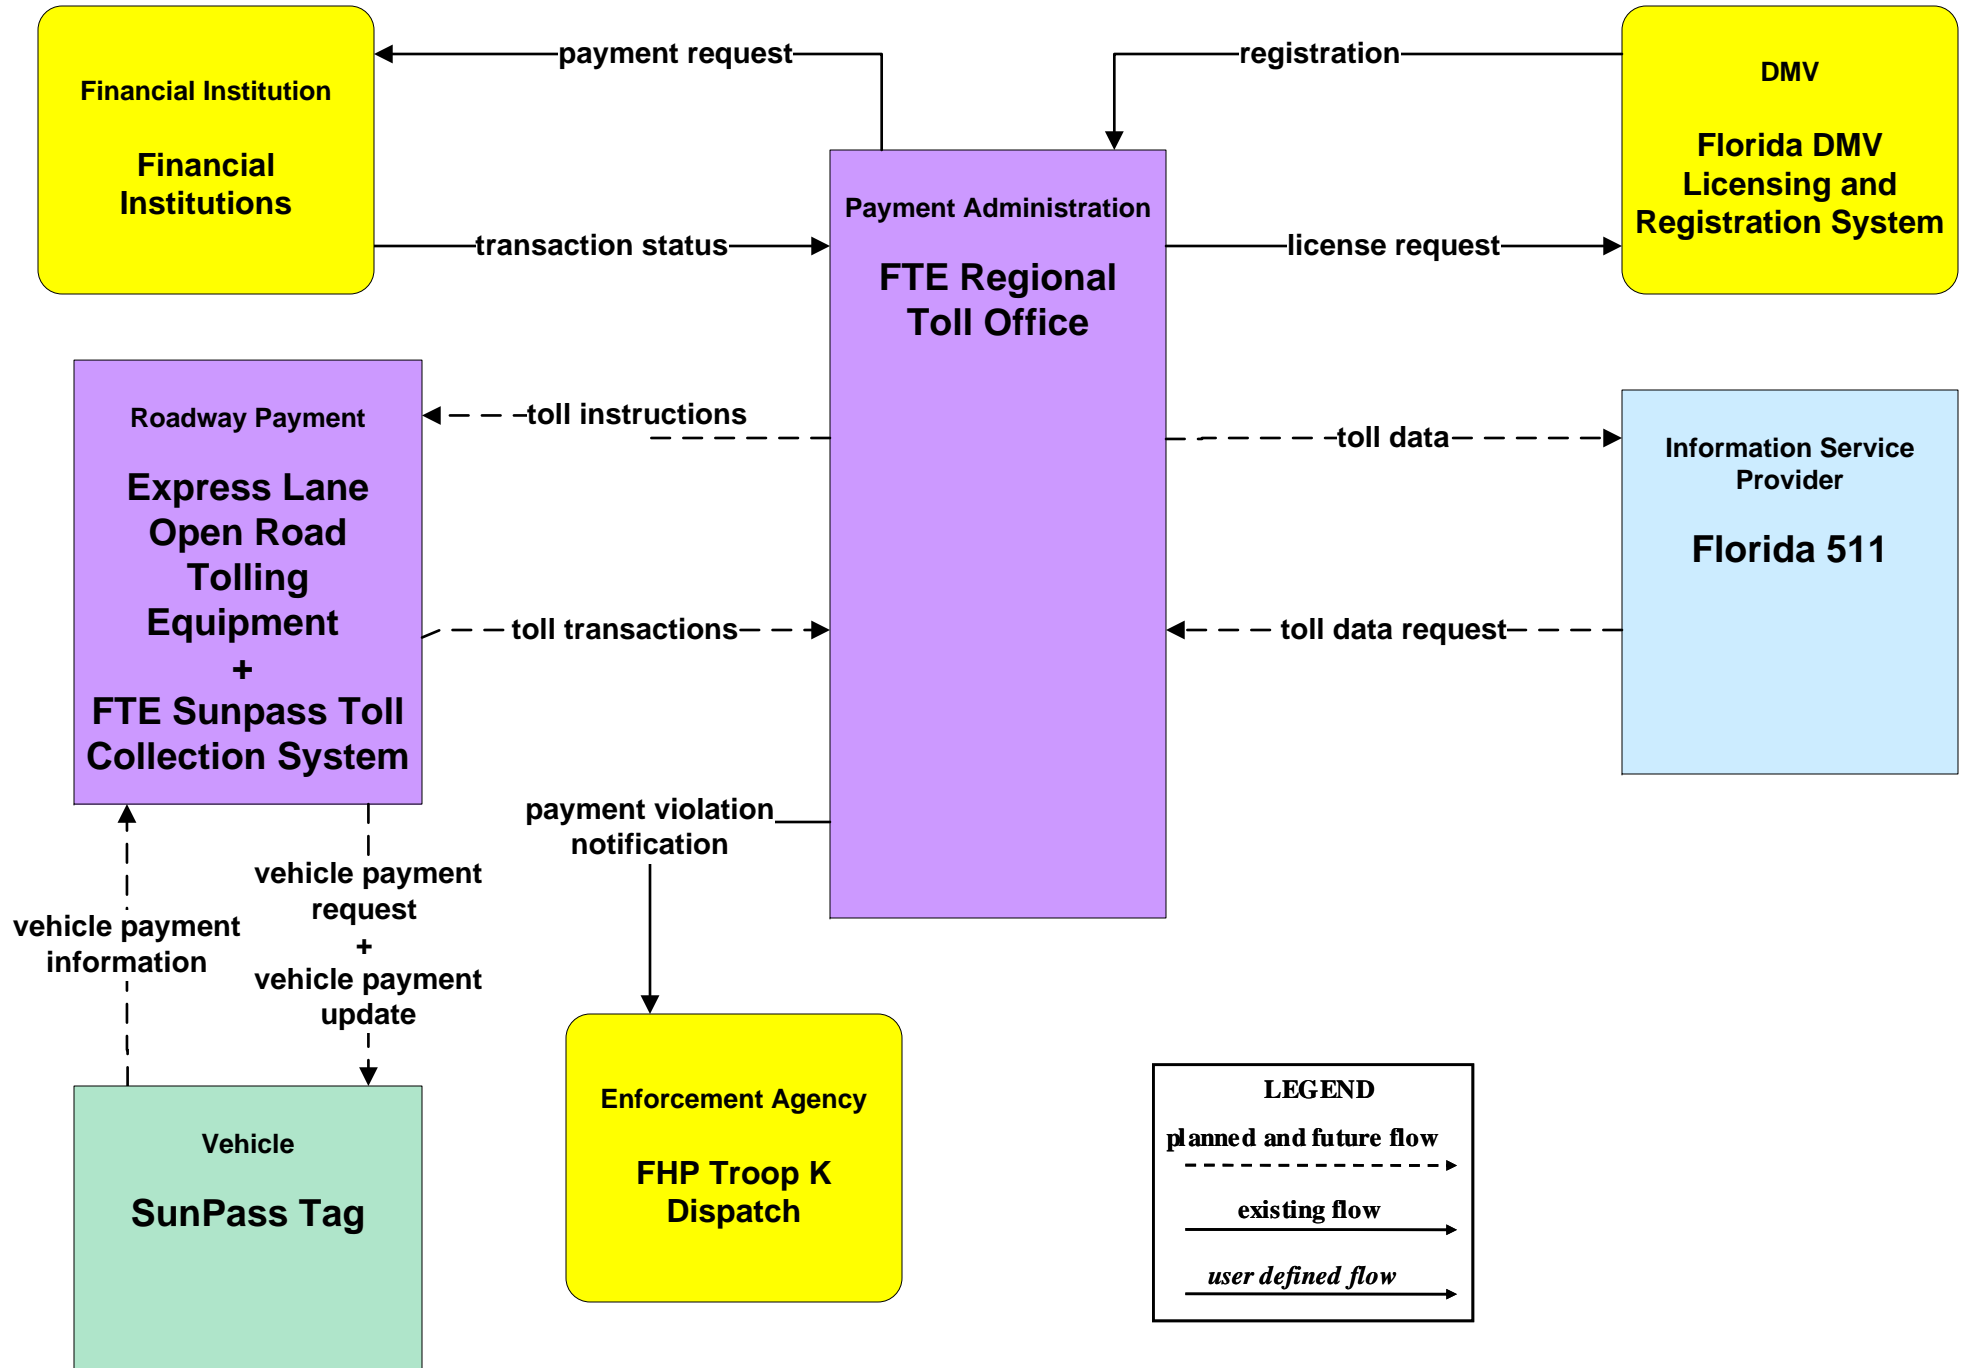 payment request
registration
Financial Institution
Financial
Institutions
DMV
Florida DMV
Licensing and
Registration System
transaction status
license request
Payment Administration
FTE Regional
Toll Office
Roadway Payment
Express Lane
Open Road
Tolling
Equipment
+
FTE Sunpass Toll
Collection System
toll instructions
toll data
Information Service
Provider
Florida 511
toll transactions
toll data request
payment violation
notification
vehicle payment
information
vehicle payment
request
+
vehicle payment
update
Vehicle
SunPass Tag
Enforcement Agency
FHP Troop K
Dispatch
LEGEND
planned and future flow
existing flow
user defined flow